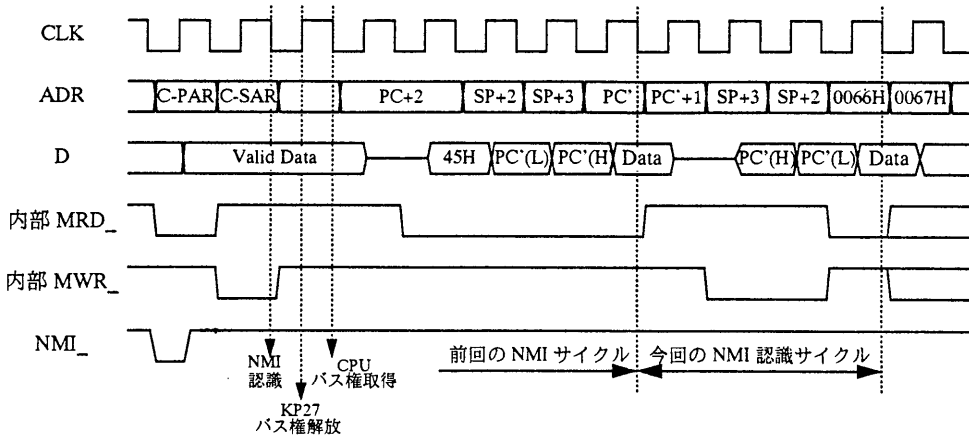 CLK
ADR C-PAR C-SAR PC+2 SP+2 SP+3 PC' PC'+1 SP+3 SP+2 0066H 0067H
D Valid Data 45H PC'(L) PC'(H) Data PC'(H) PC'(L) Data
内部 MRD_
内部 MWR_
NMI_
NMI
認識
CPU
バス権取得
KP27
バス権解放
前回の NMI サイクル
今回の NMI 認識サイクル